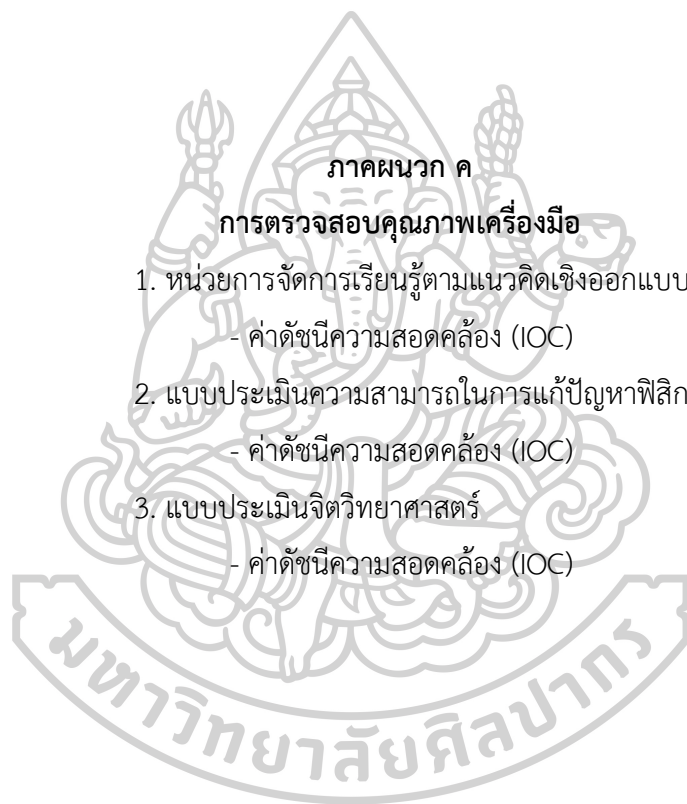 ภาคผนวก ค
การตรวจสอบคุณภาพเครื่องมือ
1. หน่วยการจัดการเรียนรู้ตามแนวคิดเชิงออกแบบ
- ค่าดัชนีความสอดคล้อง (IOC)
2. แบบประเมินความสามารถในการแก้ปัญหาฟิสิก
- ค่าดัชนีความสอดคล้อง (IOC)
3. แบบประเมินจิตวิทยาศาสตร์
- ค่าดัชนีความสอดคล้อง (IOC)
มหาวิทยาลัยศิลปากร